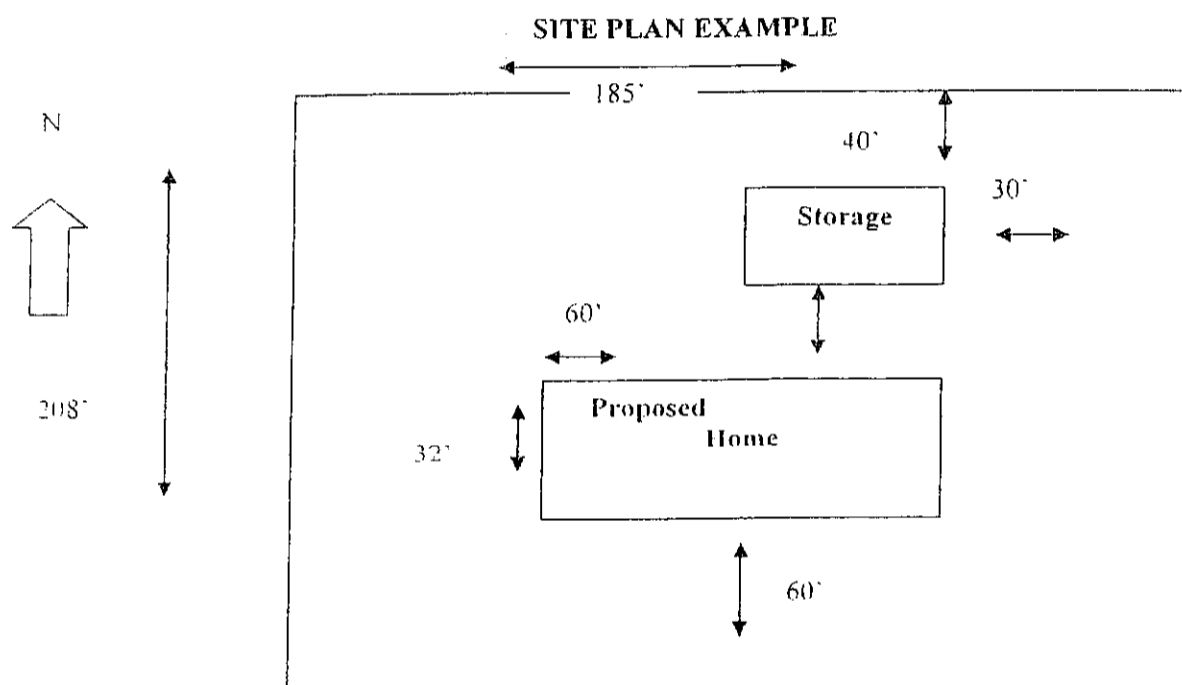 SITE PLAN EXAMPLE
185`
N
40`
30`
Storage
60`
Proposed
Home
208`
32`
60`